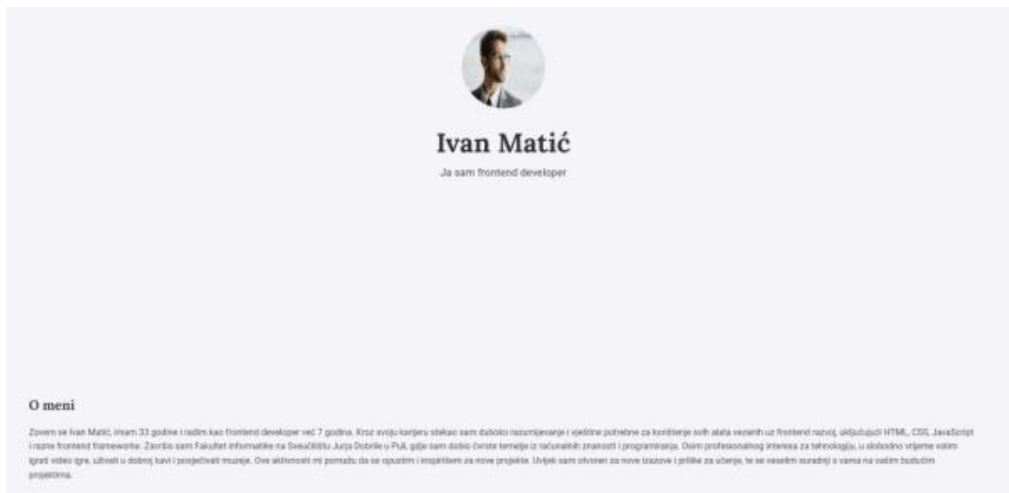 Ivan Matić
Ja sam frontend developer
O meni
Zovem se Ivan Matić, imam 33 godine i radim kao frontend developer već 7 godina. Kroz svoju karijeru stekao sam duboko razumijevanje i vještine potrebne za korištenje svih alata vezanih uz frontend razvoj, uključujući HTML, CSS, JavaScript
i razne frontend frameworke. Završio sam Fakultet informatike na Sveučilištu Jurja Dobrile u Puli, gdje sam dobio čvrste temelje iz računalnih znanosti i programiranja. Osim profesionalnog interesa za tehnologiju, u slobodno vrijeme volim
igrati video igre, uživati u dobroj kavi i posjećivati muzeje. Ove aktivnosti mi pomažu da se opustim i inspiriram za nove projekte. Uvijek sam otvoren za nove izazove i prilike za učenje, te se veselim suradnji s vama na vašim budućim
projektima.